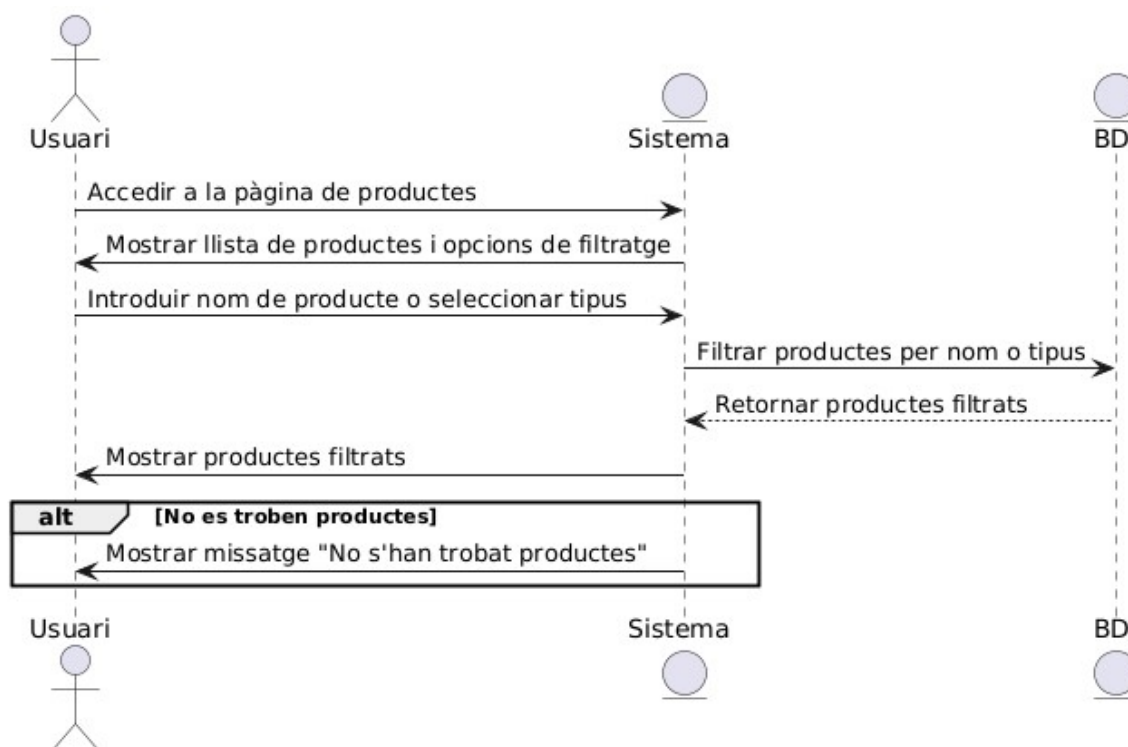 Usuari
Sistema
BD
Accedir a la pàgina de productes
Mostrar llista de productes i opcions de filtratge
Introduir nom de producte o seleccionar tipus
Filtrar productes per nom o tipus
Retornar productes filtrats
Mostrar productes filtrats
alt [No es troben productes]
Mostrar missatge "No s'han trobat productes"
Usuari
Sistema
BD